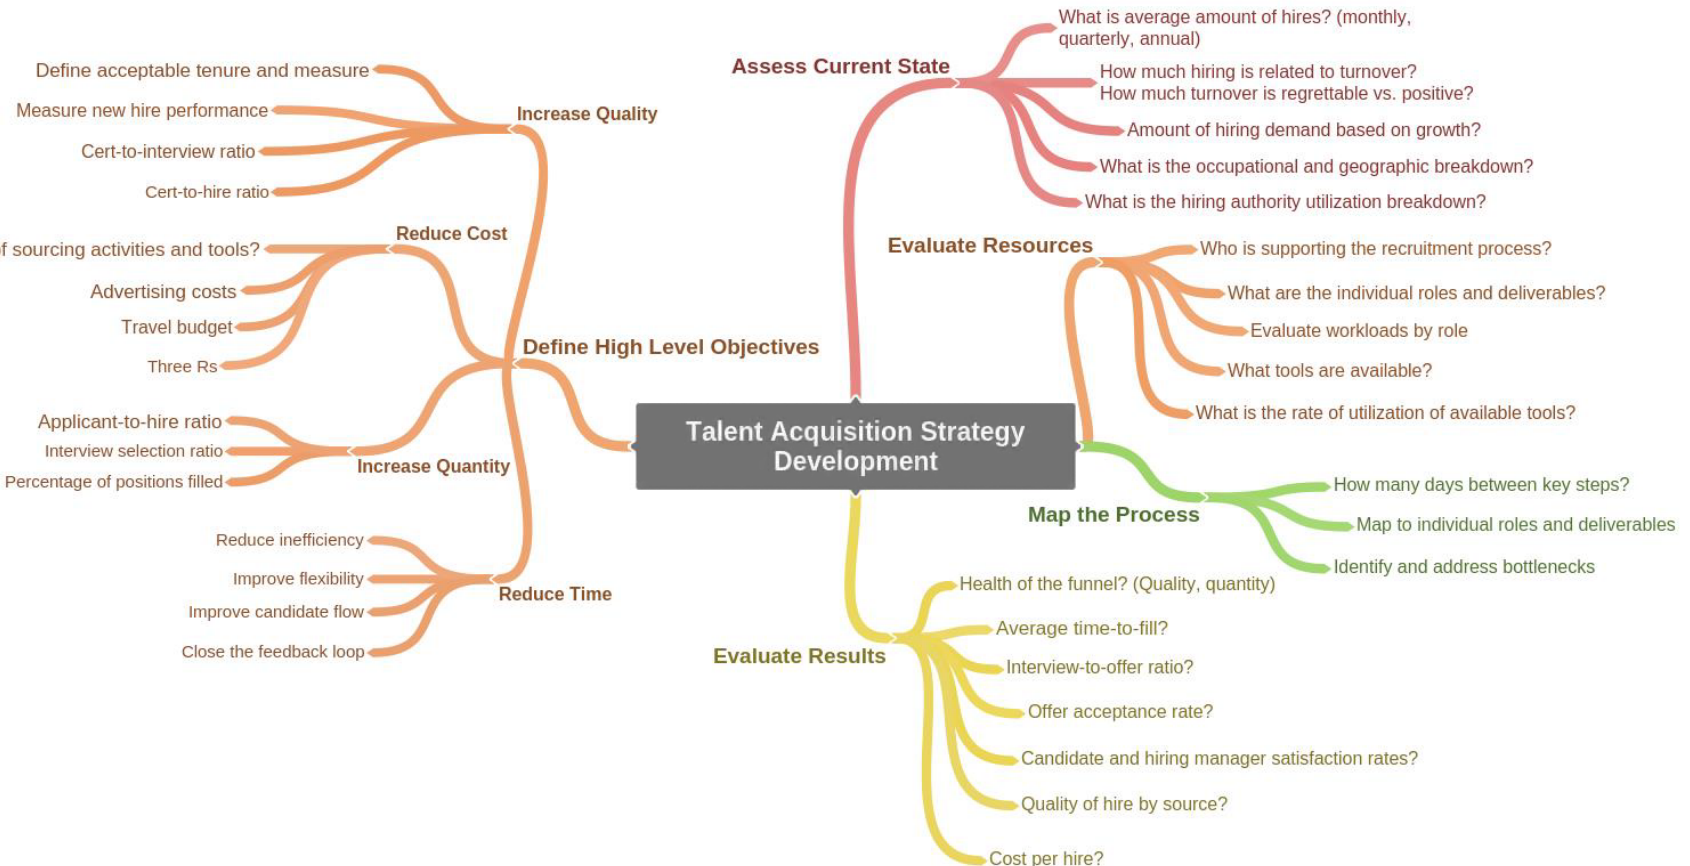 Talent Acquisition Strategy
Development
Assess Current State
What is average amount of hires? (monthly,
quarterly, annual)
How much hiring is related to turnover?
How much turnover is regrettable vs. positive?
Amount of hiring demand based on growth?
What is the occupational and geographic breakdown?
What is the hiring authority utilization breakdown?
Evaluate Resources
Who is supporting the recruitment process?
What are the individual roles and deliverables?
Evaluate workloads by role
What tools are available?
What is the rate of utilization of available tools?
Map the Process
How many days between key steps?
Map to individual roles and deliverables
Identify and address bottlenecks
Evaluate Results
Health of the funnel? (Quality, quantity)
Average time-to-fill?
Interview-to-offer ratio?
Offer acceptance rate?
Candidate and hiring manager satisfaction rates?
Quality of hire by source?
Cost per hire?
Define High Level Objectives
Increase Quality
Define acceptable tenure and measure
Measure new hire performance
Cert-to-interview ratio
Cert-to-hire ratio
Reduce Cost
sourcing activities and tools?
Advertising costs
Travel budget
Three Rs
Increase Quantity
Applicant-to-hire ratio
Interview selection ratio
Percentage of positions filled
Reduce Time
Reduce inefficiency
Improve flexibility
Improve candidate flow
Close the feedback loop